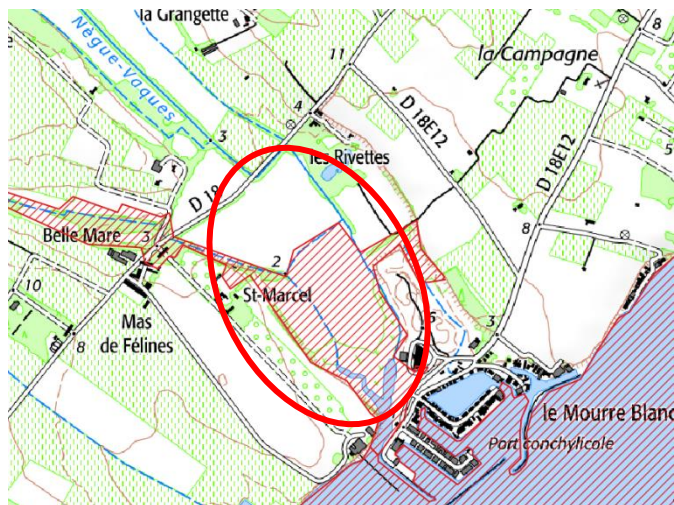 la Grangette
8
11
la Campagne
Nègue-Vaques
4
D 18E12
3
les Rivettes
D 18E12
5
D 18
Belle Mare
3
2
8
St-Marcel
10
Mas
de Félines
6
3
8
le Mourre Blanc
Port conchylicole